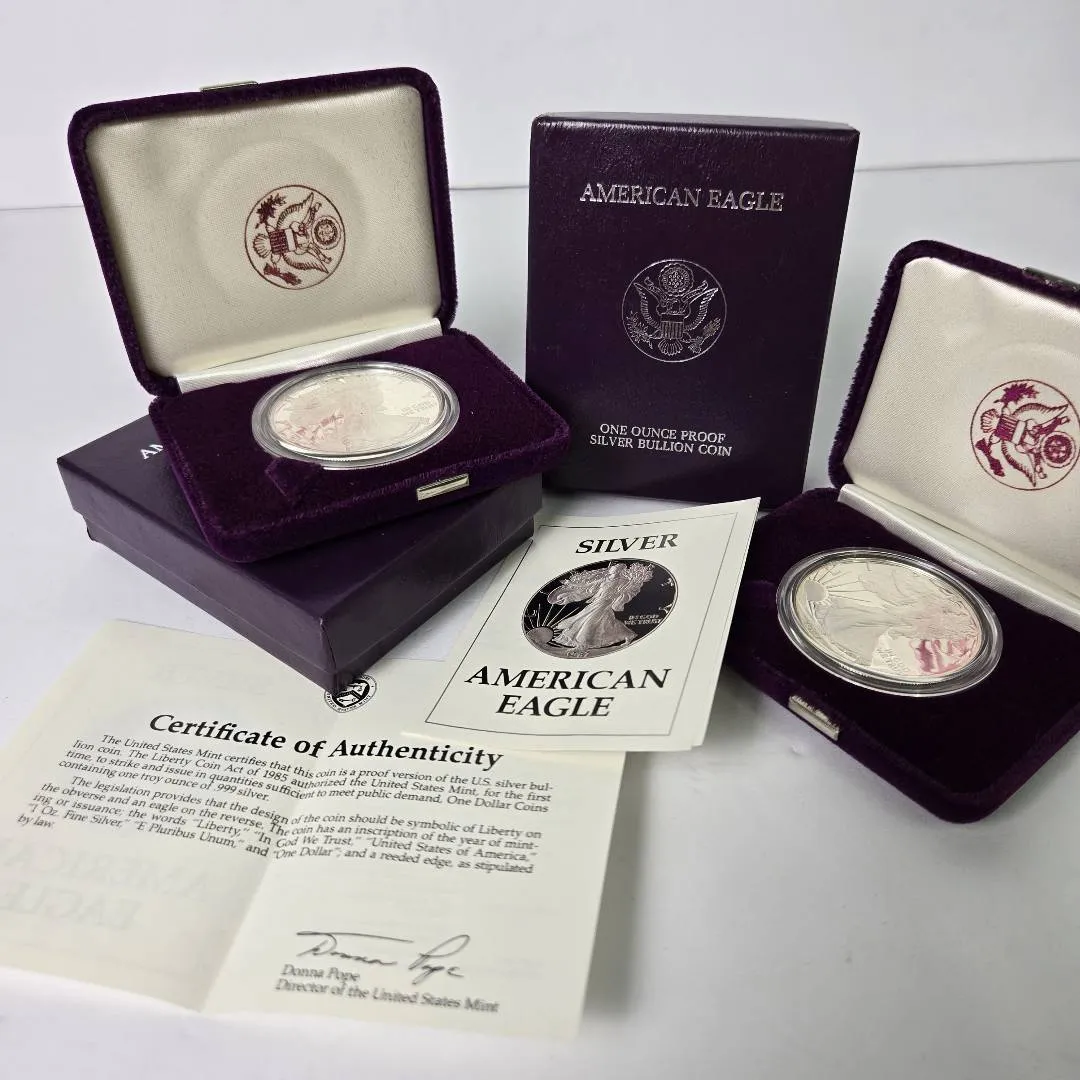 AMERICAN EAGLE
ONE OUNCE PROOF
SILVER BULLION COIN
SILVER
IN GOD
WE TRUST
AMERICAN
EAGLE
Certificate of Authenticity
The United States Mint certifies that this coin is a proof version of the U.S. silver bul-
lion coin. The Liberty Coin Act of 1985 authorized the United States Mint, for the first
time, to strike and issue in quantities sufficient to meet public demand, One Dollar Coins
containing one troy ounce of .999 silver.
The legislation provides that the design of the coin should be symbolic of Liberty on
the obverse and an eagle on the reverse. The coin has an inscription of the year of mint-
ing or issuance; the words "Liberty," "In God We Trust," "United States of America,"
"1 Oz. Fine Silver," "E Pluribus Unum," and "One Dollar"; and a reeded edge, as stipulated
by law.
Donna Pope
Donna Pope
Director of the United States Mint